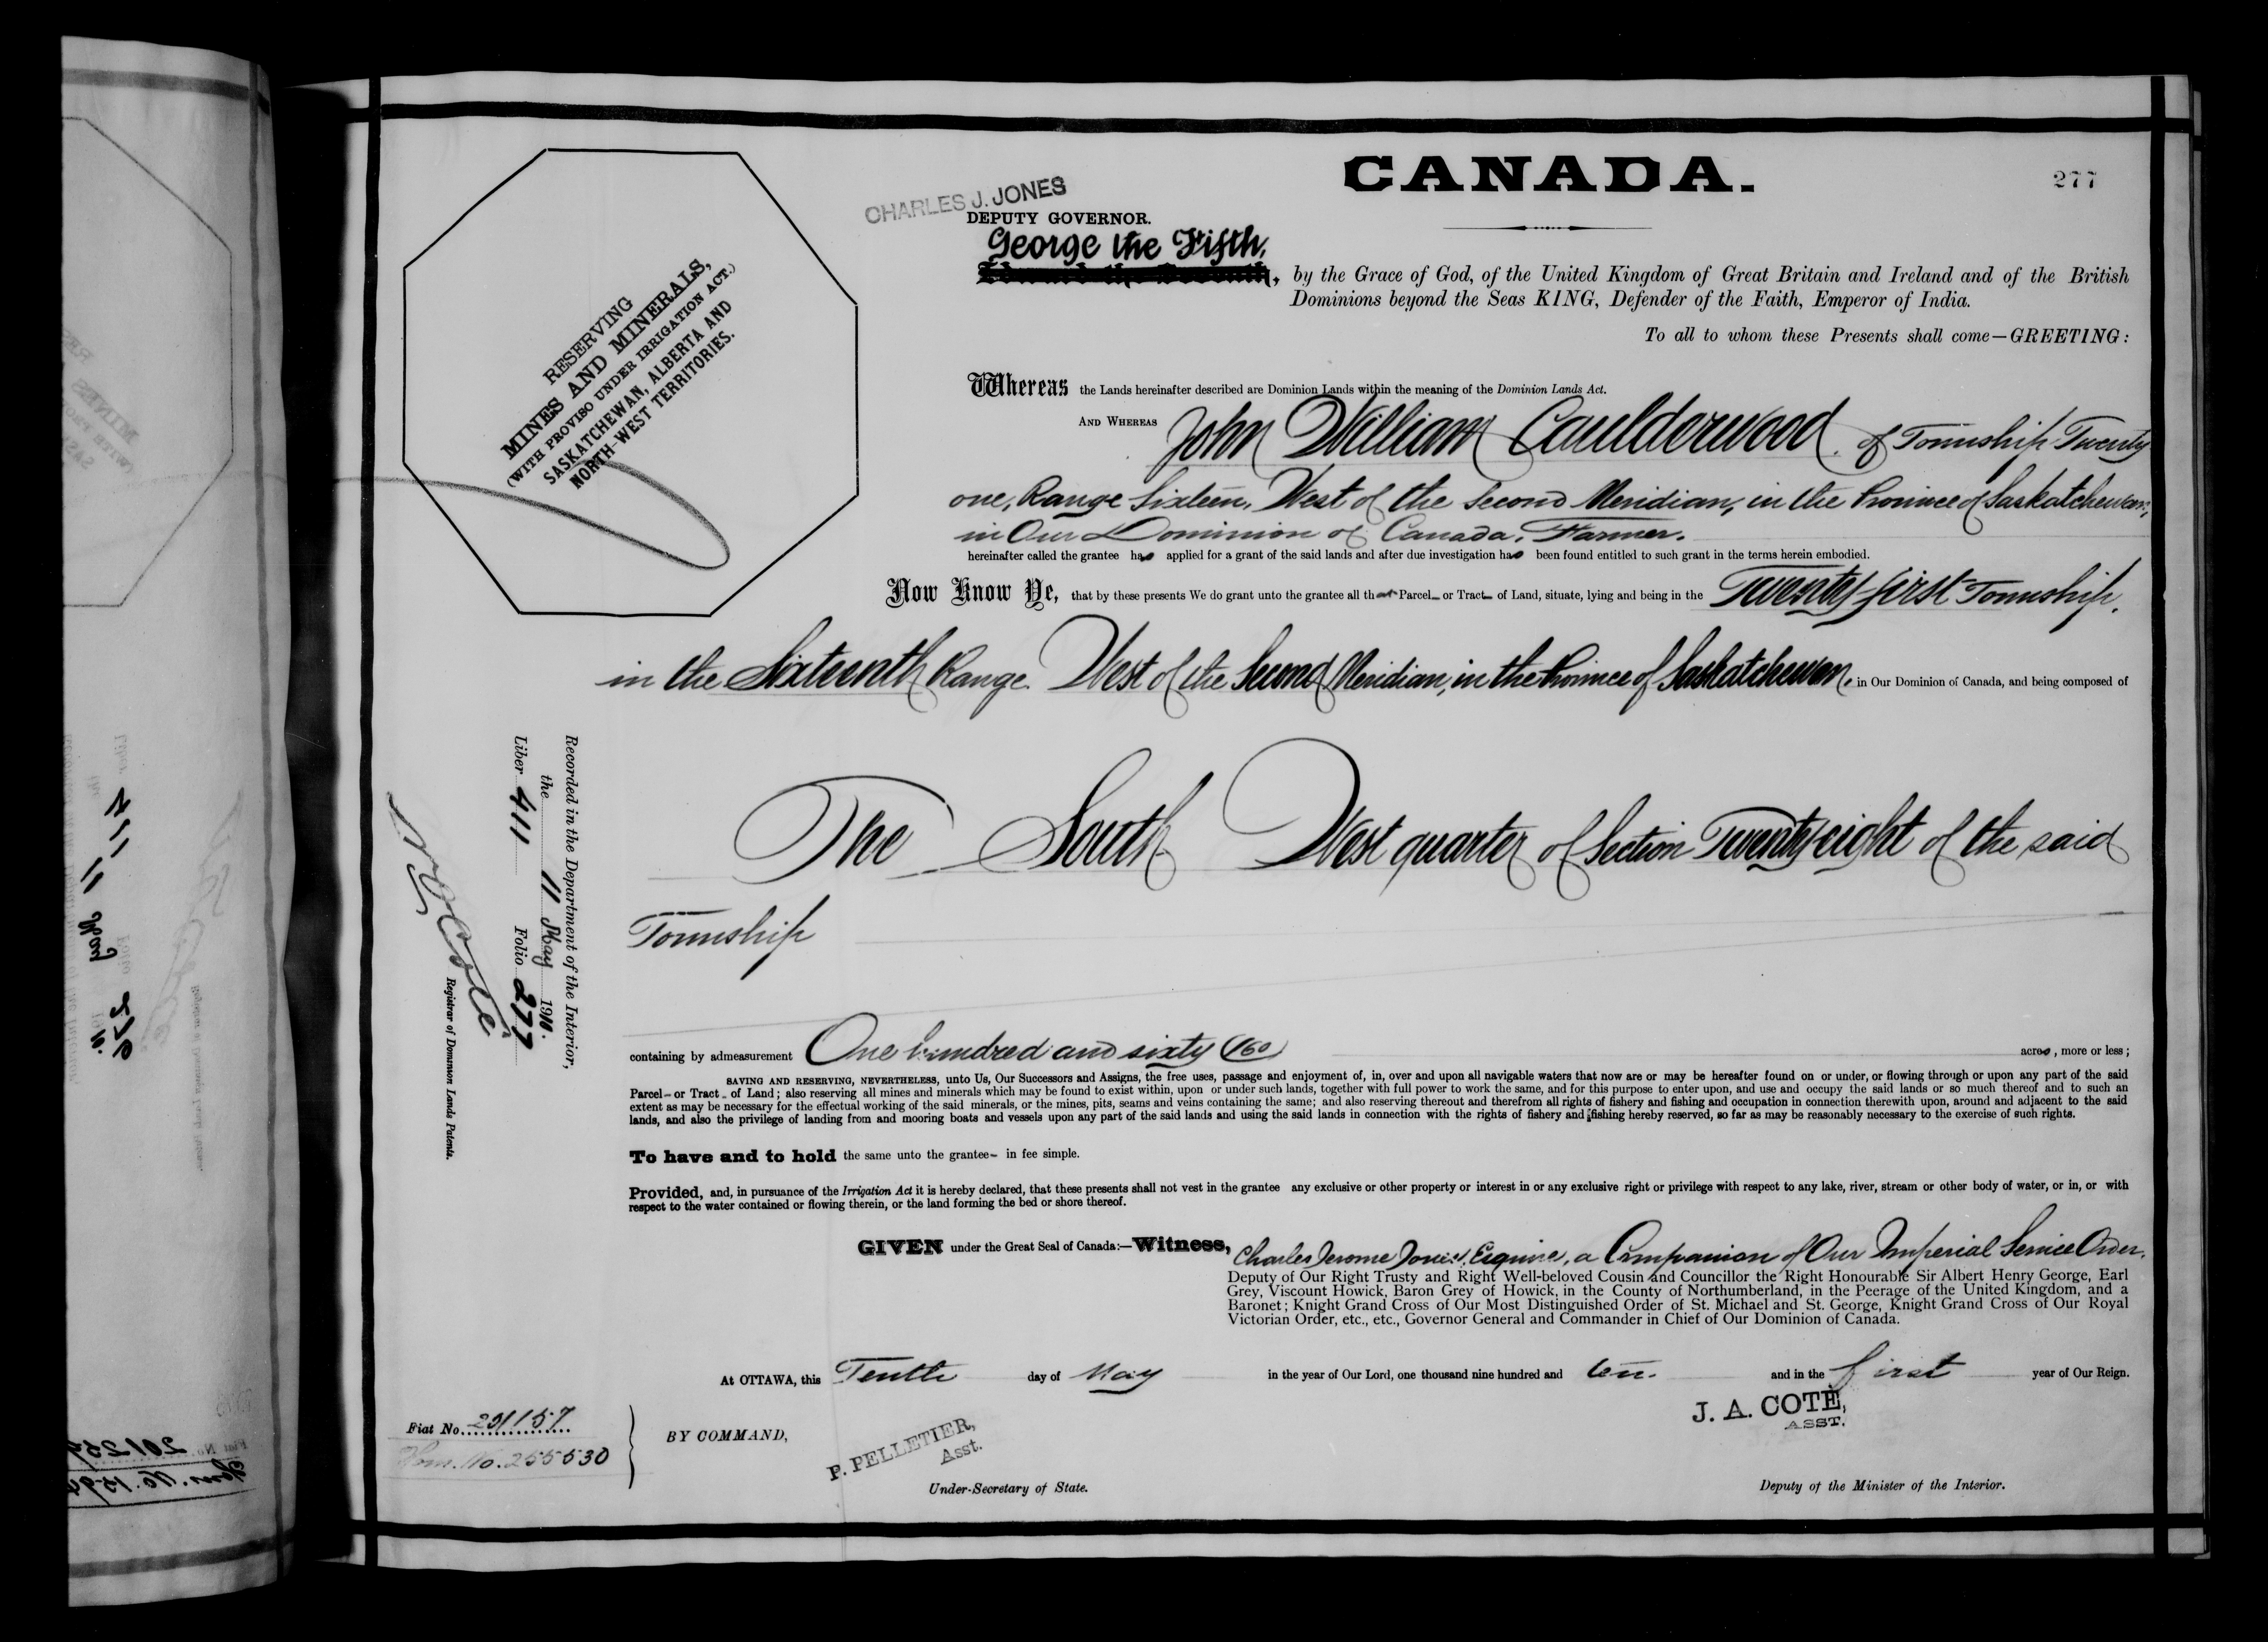 CANADA.
277
CHARLES J. JONES
DEPUTY GOVERNOR.
George the Fifth,
by the Grace of God, of the United Kingdom of Great Britain and Ireland and of the British
Dominions beyond the Seas KING, Defender of the Faith, Emperor of India.
To all to whom these Presents shall come—GREETING:
RESERVING
MINES AND MINERALS,
(WITH PROVISO UNDER IRRIGATION ACT.)
SASKATCHEWAN, ALBERTA AND
NORTH-WEST TERRITORIES.
Whereas the Lands hereinafter described are Dominion Lands within the meaning of the Dominion Lands Act.
AND WHEREAS John William Caulderwood of Township Twenty
one, Range Sixteen, West of the Second Meridian, in the Province of Saskatchewan,
in Our Dominion of Canada, Farmer.
hereinafter called the grantee has applied for a grant of the said lands and after due investigation has been found entitled to such grant in the terms herein embodied.
Now Know Ye, that by these presents We do grant unto the grantee all that Parcel or Tract of Land, situate, lying and being in the Twenty first Township,
in the Sixteenth Range West of the Second Meridian, in the Province of Saskatchewan, in Our Dominion of Canada, and being composed of
The South West quarter of Section Twenty eight of the said
Township
Recorded in the Department of the Interior,
the 11 May 1910.
Liber 411 Folio 277
N. O. Coté
Registrar of Dominion Lands Patents.
containing by admeasurement One hundred and sixty (160) acres, more or less;
SAVING AND RESERVING, NEVERTHELESS, unto Us, Our Successors and Assigns, the free uses, passage and enjoyment of, in, over and upon all navigable waters that now are or may be hereafter found on or under, or flowing through or upon any part of the said
Parcel or Tract of Land; also reserving all mines and minerals which may be found to exist within, upon or under such lands, together with full power to work the same, and for this purpose to enter upon, and use and occupy the said lands or so much thereof and to such an
extent as may be necessary for the effectual working of the said minerals, or the mines, pits, seams and veins containing the same; and also reserving thereout and therefrom all rights of fishery and fishing and occupation in connection therewith upon, around and adjacent to the said
lands, and also the privilege of landing from and mooring boats and vessels upon any part of the said lands and using the said lands in connection with the rights of fishery and fishing hereby reserved, so far as may be reasonably necessary to the exercise of such rights.
To have and to hold the same unto the grantee in fee simple.
Provided, and, in pursuance of the Irrigation Act it is hereby declared, that these presents shall not vest in the grantee any exclusive or other property or interest in or any exclusive right or privilege with respect to any lake, river, stream or other body of water, or in, or with
respect to the water contained or flowing therein, or the land forming the bed or shore thereof.
GIVEN under the Great Seal of Canada:—Witness, Charles Jerome Jones, Esquire, a Companion of Our Imperial Service Order,
Deputy of Our Right Trusty and Right Well-beloved Cousin and Councillor the Right Honourable Sir Albert Henry George, Earl
Grey, Viscount Howick, Baron Grey of Howick, in the County of Northumberland, in the Peerage of the United Kingdom, and a
Baronet; Knight Grand Cross of Our Most Distinguished Order of St. Michael and St. George, Knight Grand Cross of Our Royal
Victorian Order, etc., etc., Governor General and Commander in Chief of Our Dominion of Canada.
At OTTAWA, this Tenth day of May in the year of Our Lord, one thousand nine hundred and ten. and in the first year of Our Reign.
J. A. COTÉ,
ASST.
Fiat No. 201157
Hom. No. 255530
BY COMMAND,
P. PELLETIER,
Asst.
Under-Secretary of State.
Deputy of the Minister of the Interior.